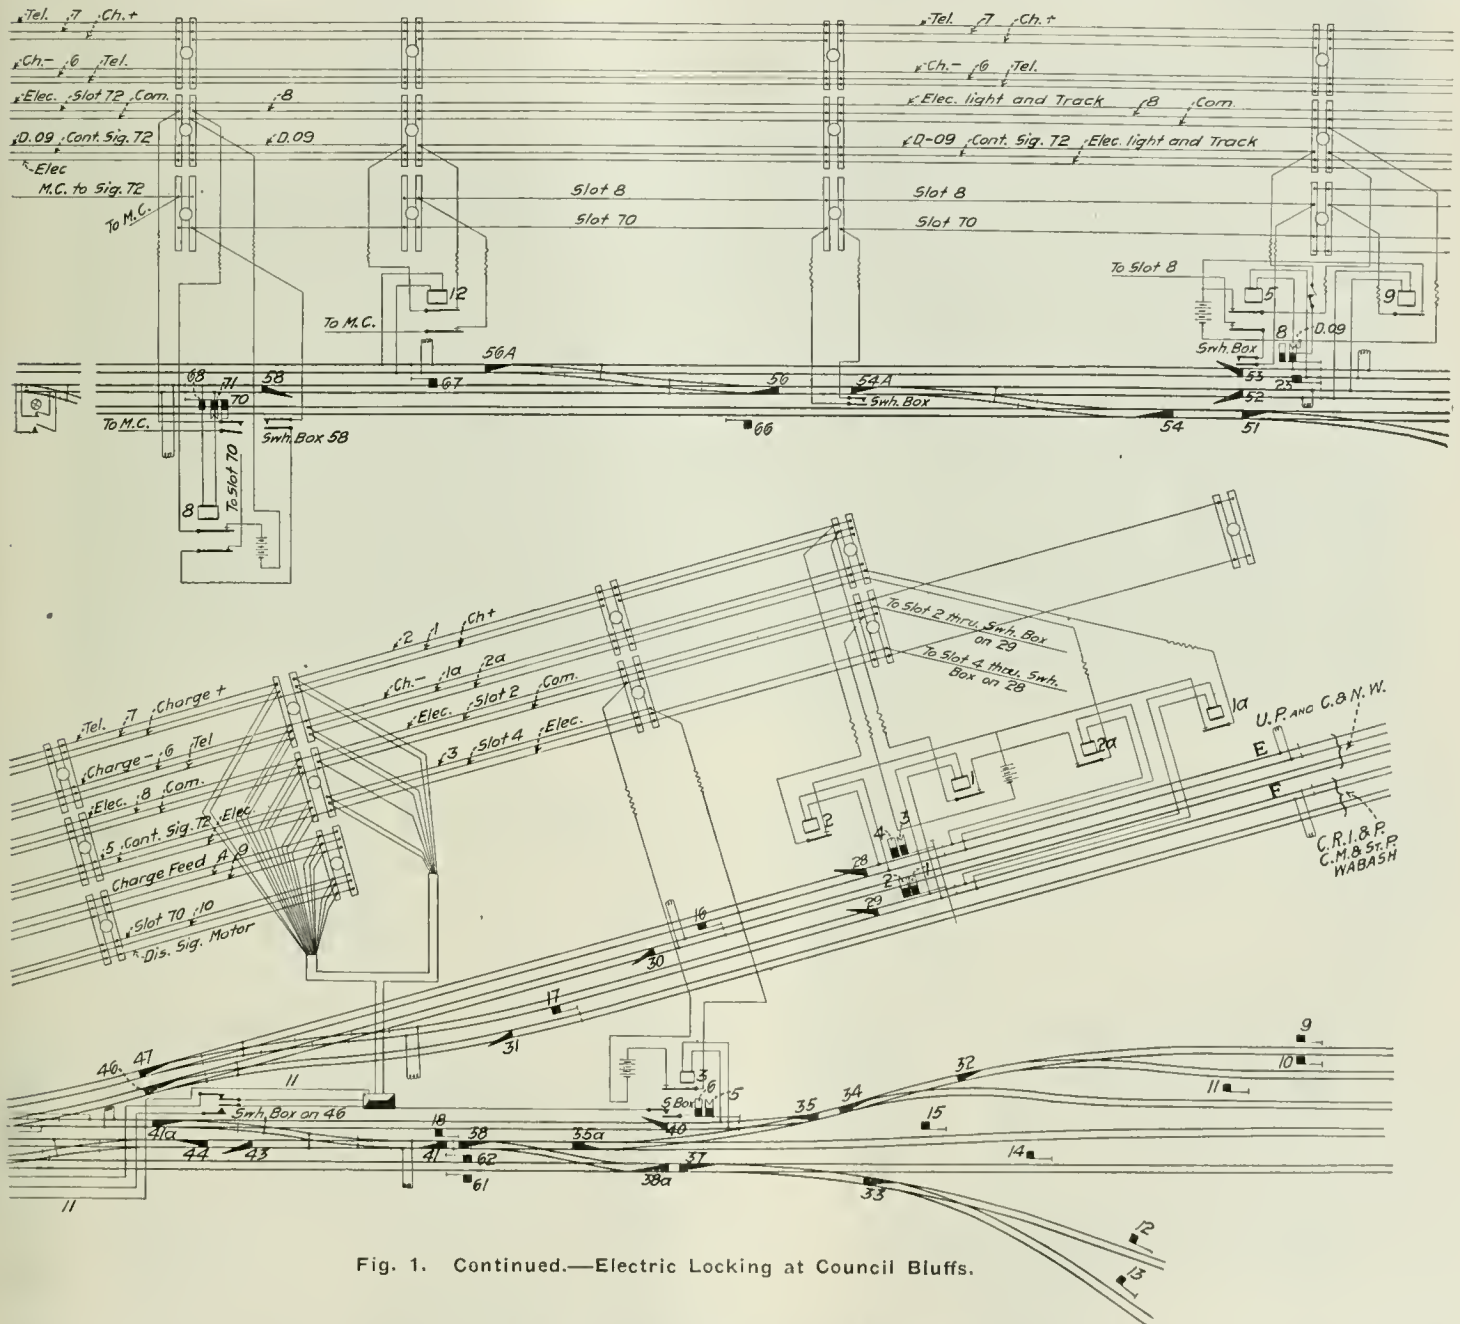 Tel. 7 Ch.+
Tel. 7 Ch.+
Ch.- 6 Tel.
Ch.- 6 Tel.
Elec. Slot 72 Com. 8
Elec. light and Track 8 Com.
D.09 Cont. Sig. 72 D.09
D-09 Cont. Sig. 72 Elec. light and Track
Elec
M.C. to Sig. 72
Slot 8
Slot 8
To M.C.
Slot 70
Slot 70
To Slot 8
12
5
9
To M.C.
8
D.09
Swh. Box
56A
67
68
71
70
58
56
54A
Swh. Box
53
23
52
To M.C.
Swh. Box 58
66
54
51
To Slot 70
8
2 1 Ch+
To Slot 2 thru. Swh. Box
on 29
To Slot 4 thru. Swh.
Box on 28
Ch.- 1a 2a
Elec. Slot 2 Com.
3 Slot 4 Elec.
Tel. 7 Charge +
Charge- 6 Tel
Elec. 8 Com.
5 Cont. Sig. 72 Elec.
Charge Feed 4 9
Slot 70 10
Dis. Sig. Motor
1a
2a
1
2
U.P. AND C.& N.W.
E
F
C.R.I.& P.
C.M.& ST. P.
WABASH
4
3
28
2
1
29
16
30
17
31
47
46
11
Swh. Box on 46
3
6
5
S Box
40
9
10
11
32
34
35
15
18
41a
44
43
41
38
62
61
35a
38a
37
14
33
11
12
13
Fig. 1. Continued.—Electric Locking at Council Bluffs.